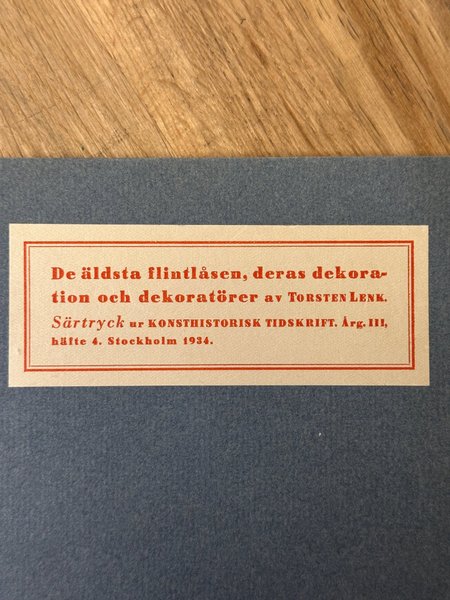 De äldsta flintlåsen, deras dekora-
tion och dekoratörer av TORSTEN LENK.
Särtryck ur KONSTHISTORISK TIDSKRIFT. Årg. III,
häfte 4. Stockholm 1934.